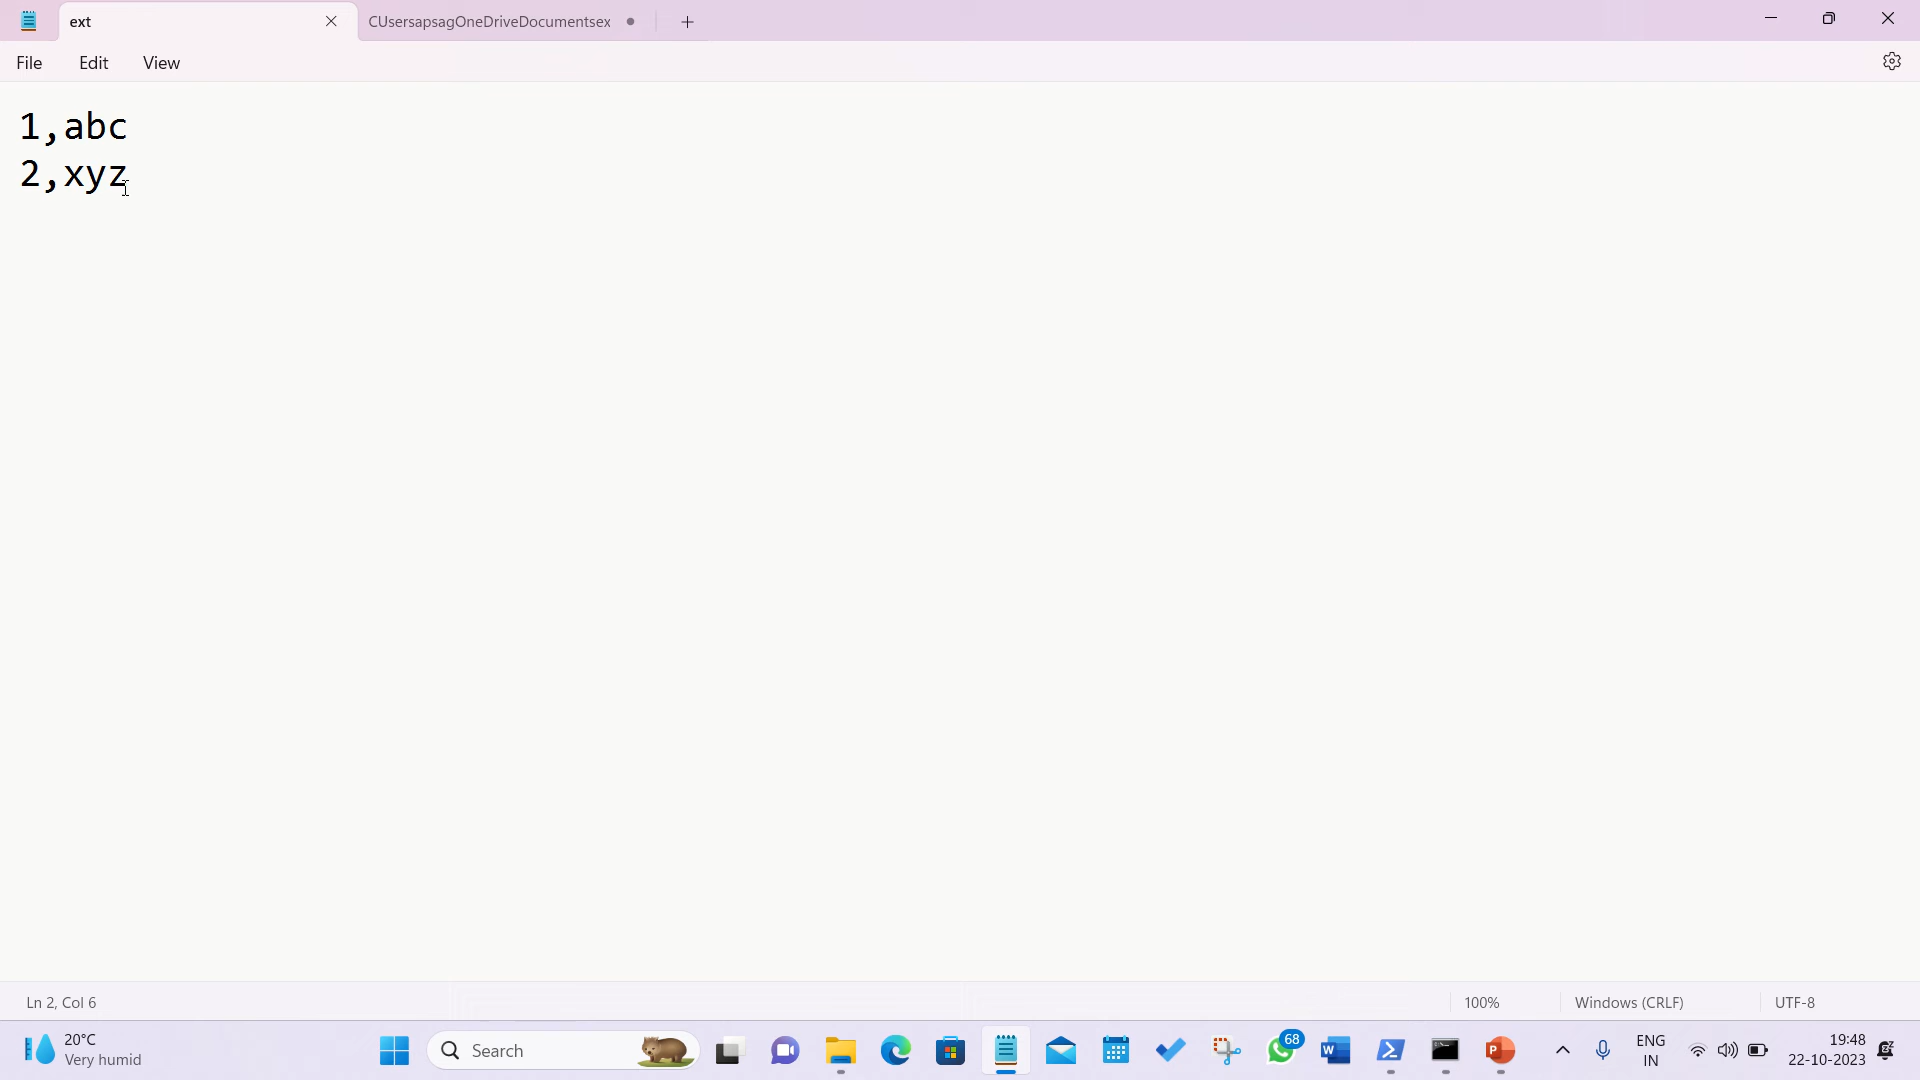 ext
CUsersapsagOneDriveDocumentsex
File Edit View
1,abc
2,xyz
Ln 2, Col 6
100%
Windows (CRLF)
UTF-8
20°C
Very humid
Search
68
ENG
IN
19:48
22-10-2023